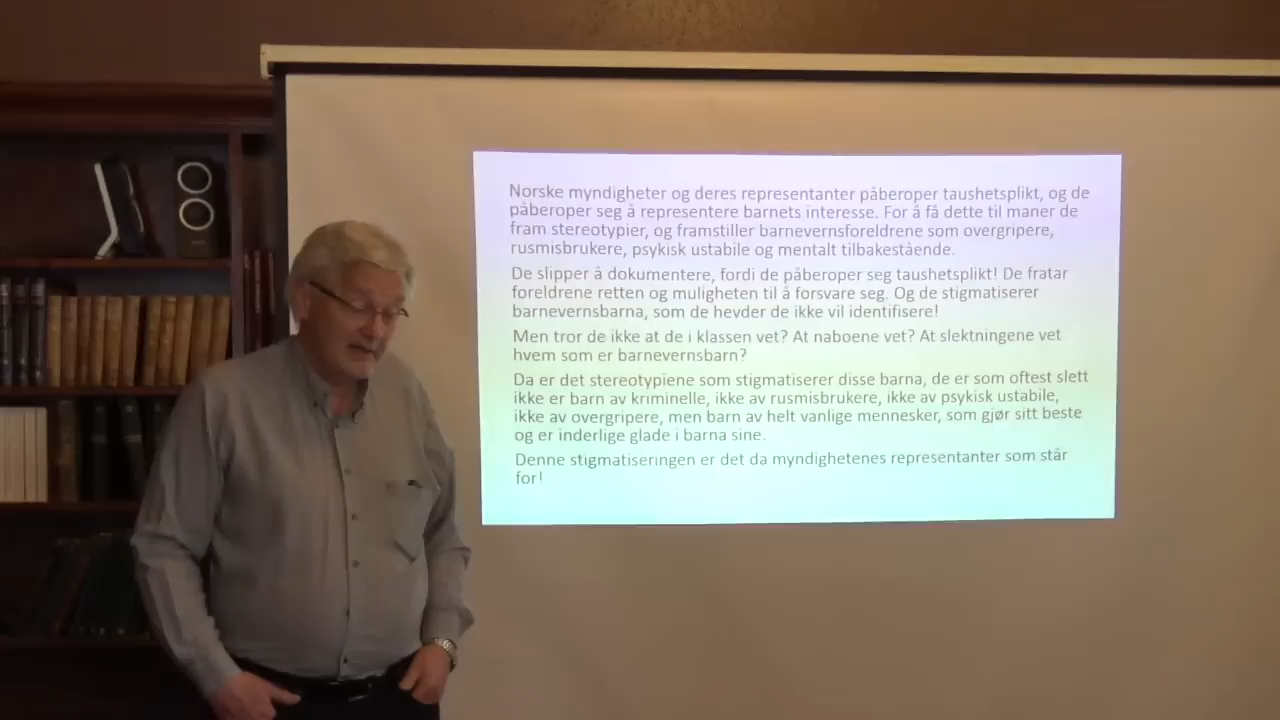 Norske myndigheter og deres representanter påberoper taushetsplikt, og de
påberoper seg å representere barnets interesse. For å få dette til maner de
fram stereotypier, og framstiller barnevernsforeldrene som overgripere,
rusmisbrukere, psykisk ustabile og mentalt tilbakestående.
De slipper å dokumentere, fordi de påberoper seg taushetsplikt! De fratar
foreldrene retten og muligheten til å forsvare seg. Og de stigmatiserer
barnevernsbarna, som de hevder de ikke vil identifisere!
Men tror de ikke at de i klassen vet? At naboene vet? At slektningene vet
hvem som er barnevernsbarn?
Da er det stereotypiene som stigmatiserer disse barna, de er som oftest slett
ikke er barn av kriminelle, ikke av rusmisbrukere, ikke av psykisk ustabile,
ikke av overgripere, men barn av helt vanlige mennesker, som gjør sitt beste
og er inderlige glade i barna sine.
Denne stigmatiseringen er det da myndighetenes representanter som står
for!